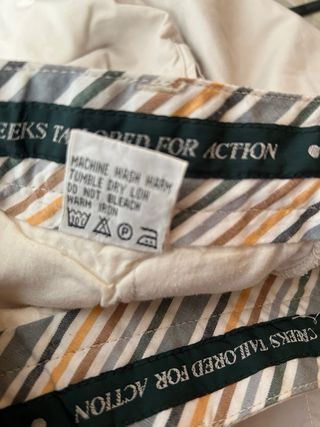 CREEKS TAILORED FOR ACTION
MACHINE WASH WARM
TUMBLE DRY LOW
DO NOT BLEACH
WARM IRON
P
CREEKS TAILORED FOR ACTION